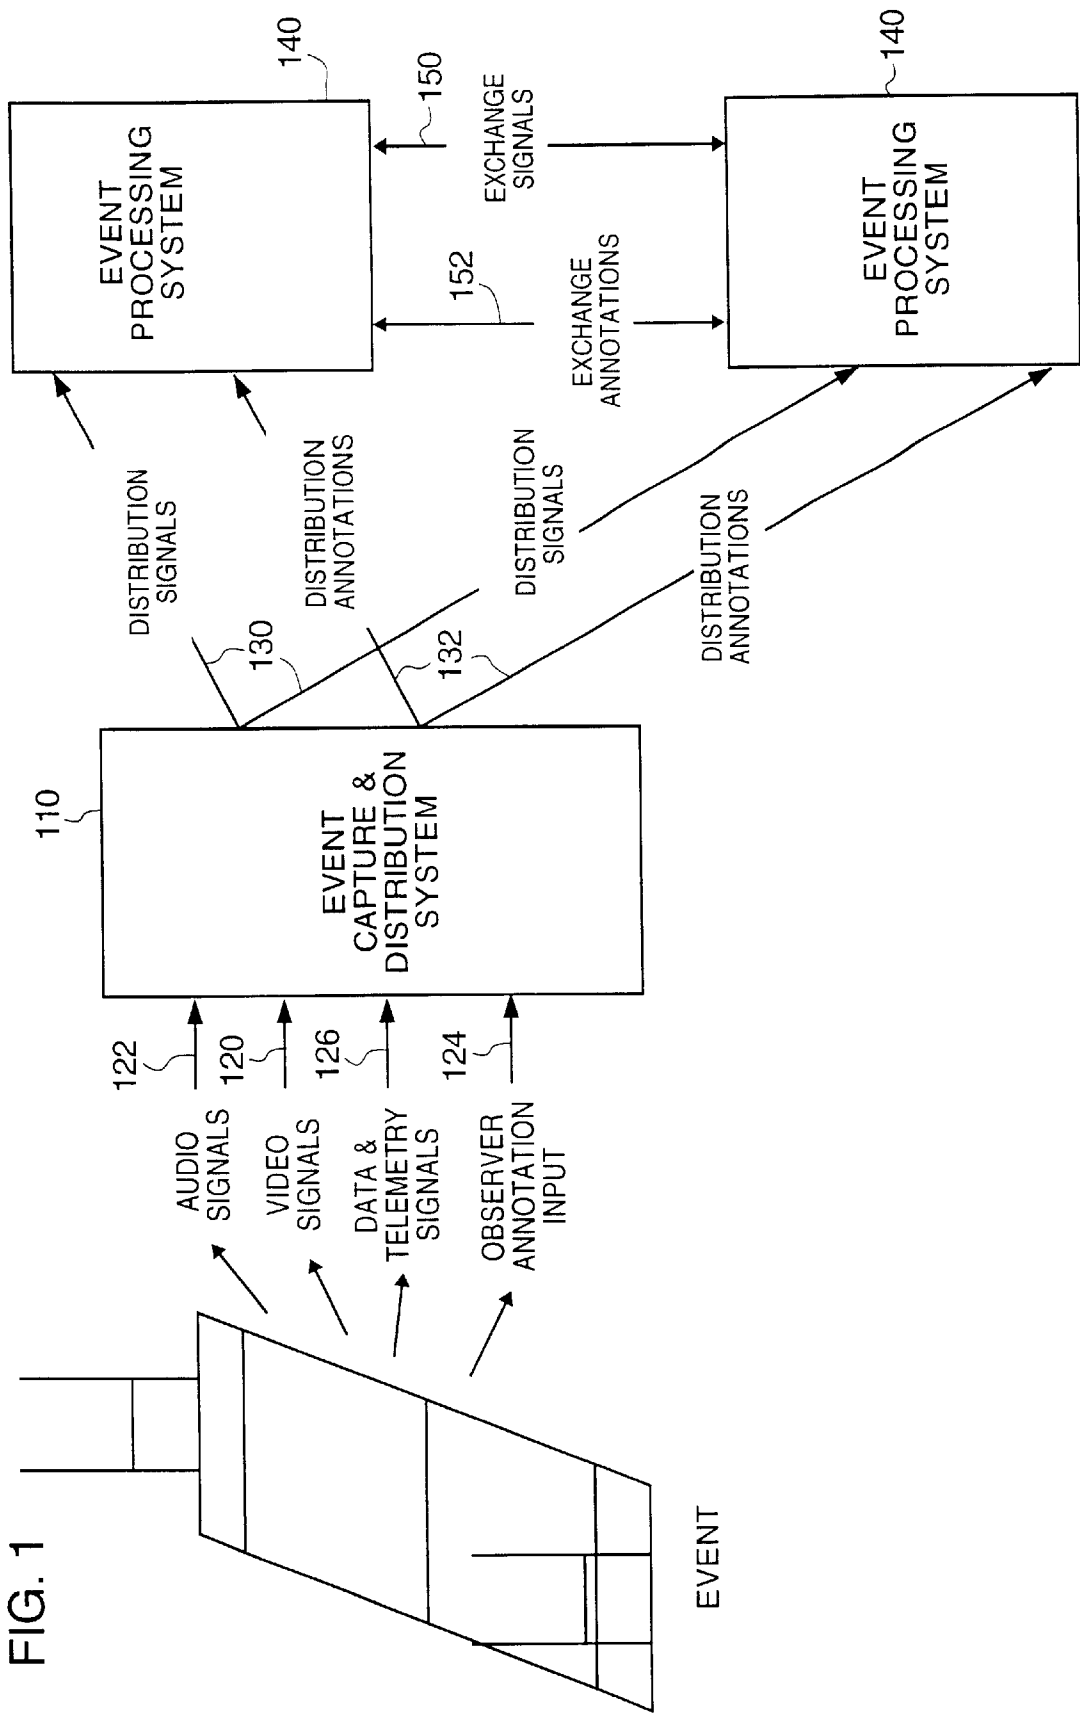 FIG. 1
EVENT
AUDIO
SIGNALS
VIDEO
SIGNALS
DATA &
TELEMETRY
SIGNALS
OBSERVER
ANNOTATION
INPUT
122
120
126
124
110
EVENT
CAPTURE &
DISTRIBUTION
SYSTEM
130
132
DISTRIBUTION
SIGNALS
DISTRIBUTION
ANNOTATIONS
DISTRIBUTION
SIGNALS
DISTRIBUTION
ANNOTATIONS
EVENT
PROCESSING
SYSTEM
140
152
150
EXCHANGE
ANNOTATIONS
EXCHANGE
SIGNALS
EVENT
PROCESSING
SYSTEM
140